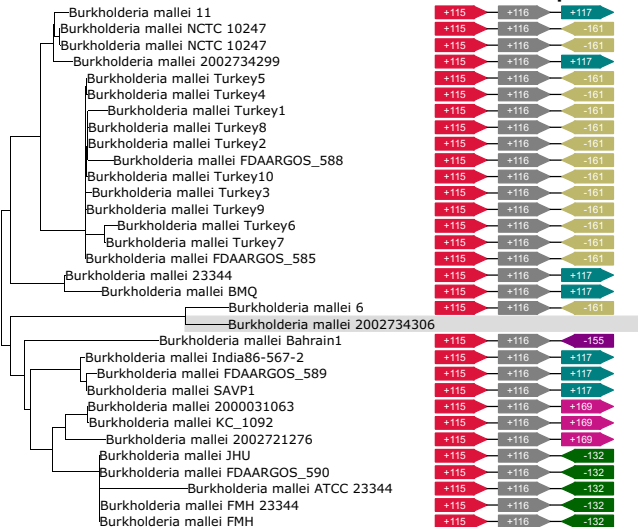 Burkholderia mallei 11 +115 +116 +117
Burkholderia mallei NCTC 10247 +115 +116 -161
Burkholderia mallei NCTC 10247 +115 +116 -161
Burkholderia mallei 2002734299 +115 +116 +117
Burkholderia mallei Turkey5 +115 +116 -161
Burkholderia mallei Turkey4 +115 +116 -161
Burkholderia mallei Turkey1 +115 +116 -161
Burkholderia mallei Turkey8 +115 +116 -161
Burkholderia mallei Turkey2 +115 +116 -161
Burkholderia mallei FDAARGOS_588 +115 +116 -161
Burkholderia mallei Turkey10 +115 +116 -161
Burkholderia mallei Turkey3 +115 +116 -161
Burkholderia mallei Turkey9 +115 +116 -161
Burkholderia mallei Turkey6 +115 +116 -161
Burkholderia mallei Turkey7 +115 +116 -161
Burkholderia mallei FDAARGOS_585 +115 +116 -161
Burkholderia mallei 23344 +115 +116 +117
Burkholderia mallei BMQ +115 +116 +117
Burkholderia mallei 6 +115 +116 -161
Burkholderia mallei 2002734306
Burkholderia mallei Bahrain1 +115 +116 -155
Burkholderia mallei India86-567-2 +115 +116 +117
Burkholderia mallei FDAARGOS_589 +115 +116 +117
Burkholderia mallei SAVP1 +115 +116 +117
Burkholderia mallei 2000031063 +115 +116 +169
Burkholderia mallei KC_1092 +115 +116 +169
Burkholderia mallei 2002721276 +115 +116 +169
Burkholderia mallei JHU +115 +116 -132
Burkholderia mallei FDAARGOS_590 +115 +116 -132
Burkholderia mallei ATCC 23344 +115 +116 -132
Burkholderia mallei FMH 23344 +115 +116 -132
Burkholderia mallei FMH +115 +116 -132